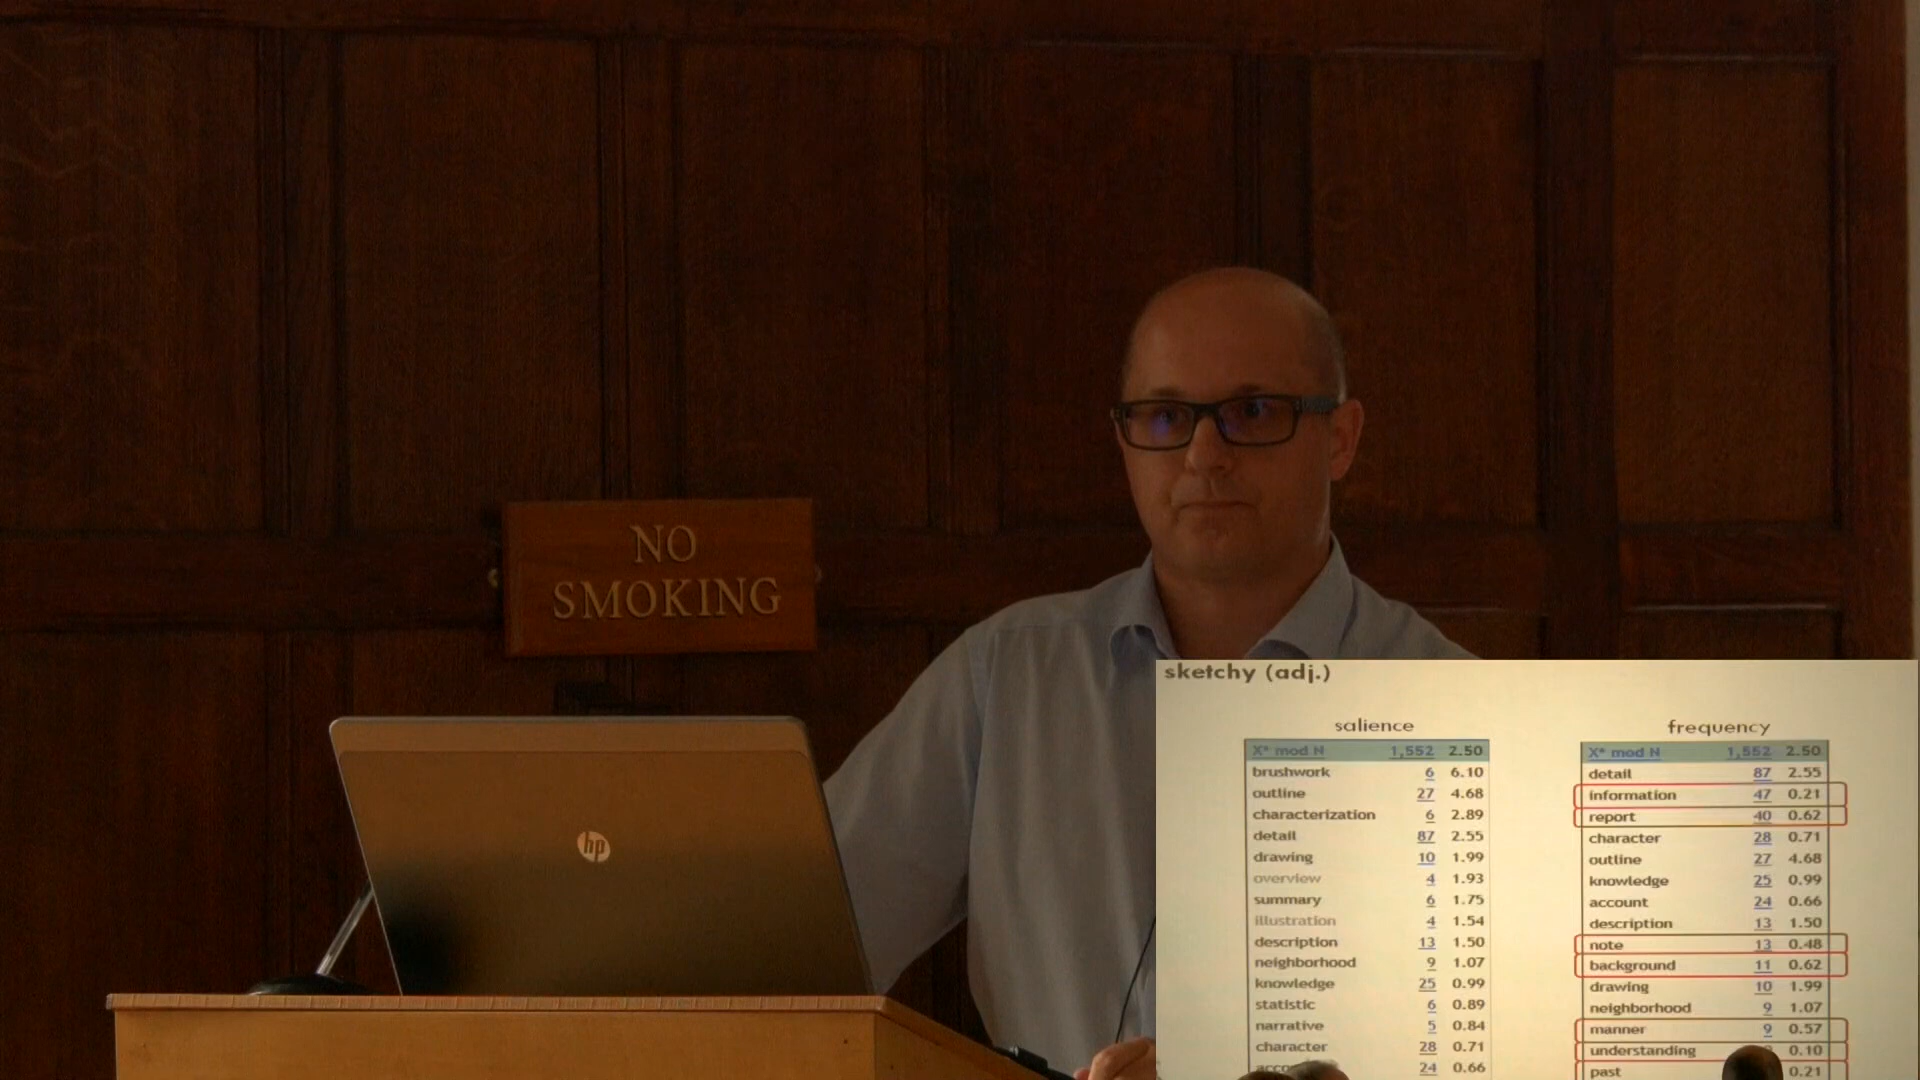 NO
SMOKING
hp
sketchy (adj.)
salience
X* mod N 1,552 2.50
brushwork 6 6.10
outline 27 4.68
characterization 6 2.89
detail 87 2.55
drawing 10 1.99
overview 4 1.93
summary 6 1.75
illustration 4 1.54
description 13 1.50
neighborhood 9 1.07
knowledge 25 0.99
statistic 6 0.89
narrative 5 0.84
character 28 0.71
24 0.66
frequency
X* mod N 1,552 2.50
detail 87 2.55
information 47 0.21
report 40 0.62
character 28 0.71
outline 27 4.68
knowledge 25 0.99
account 24 0.66
description 13 1.50
note 13 0.48
background 11 0.62
drawing 10 1.99
neighborhood 9 1.07
manner 9 0.57
understanding 0.10
past 0.21